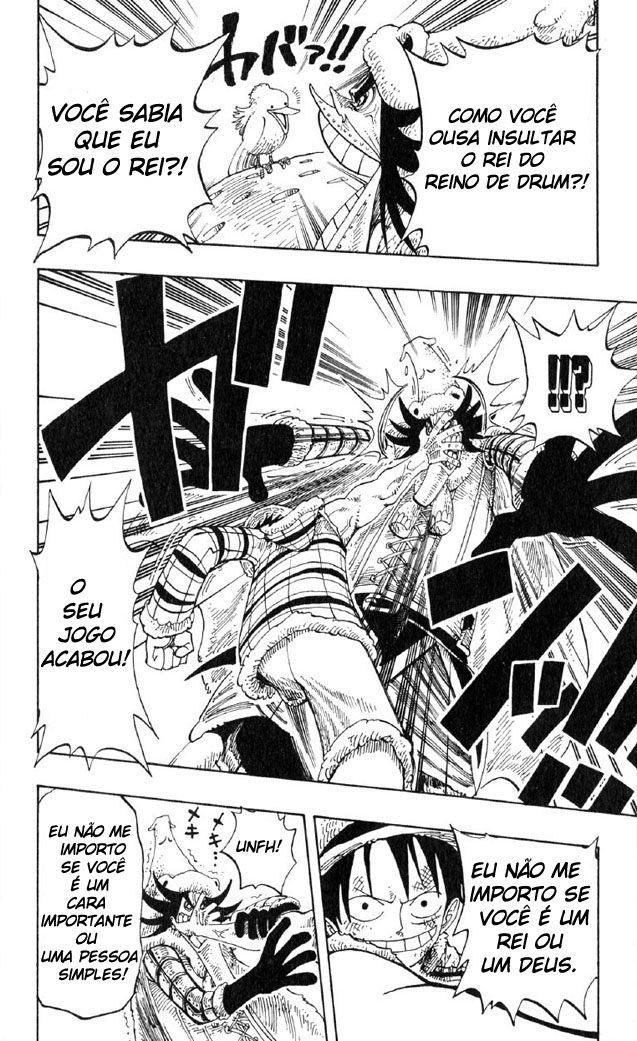 COMO VOCÊ
OUSA INSULTAR
O REI DO
REINO DE DRUM?!
ヤバッ!!
VOCÊ SABIA
QUE EU
SOU O REI?!
!!!?
O
SEU
JOGO
ACABOU!
EU NÃO ME
IMPORTO SE
VOCÊ É UM
REI OU
UM DEUS.
UNFH!
メキ
メキ...
EU NÃO ME
IMPORTO
SE VOCÊ
É UM
CARA
IMPORTANTE
OU
UMA PESSOA
SIMPLES!